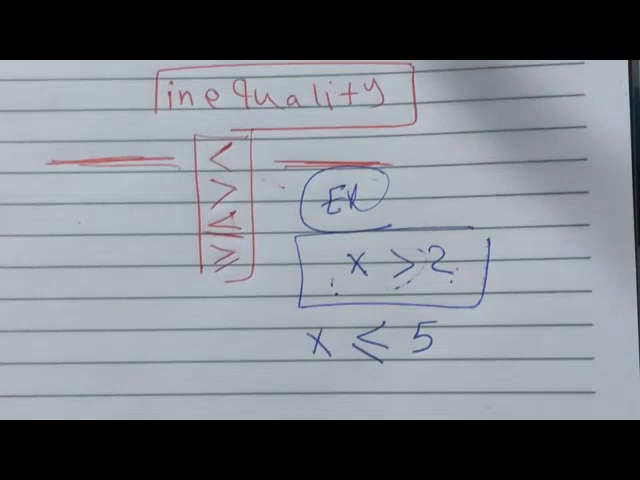 inequality
<
>
≤
≥
EX
x > 2
x ≤ 5